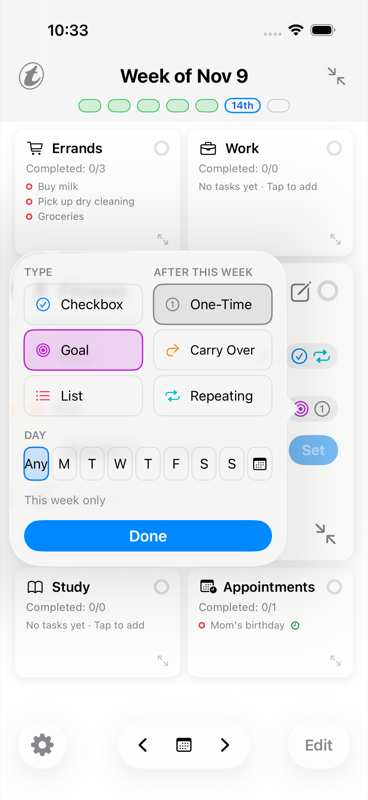 10:33
Week of Nov 9
14th
Errands
Completed: 0/3
Buy milk
Pick up dry cleaning
Groceries
Work
Completed: 0/0
No tasks yet · Tap to add
TYPE
AFTER THIS WEEK
Checkbox
1 One-Time
Goal
Carry Over
List
Repeating
1
DAY
Any M T W T F S S
Set
This week only
Done
Study
Completed: 0/0
No tasks yet · Tap to add
Appointments
Completed: 0/1
Mom's birthday
Edit